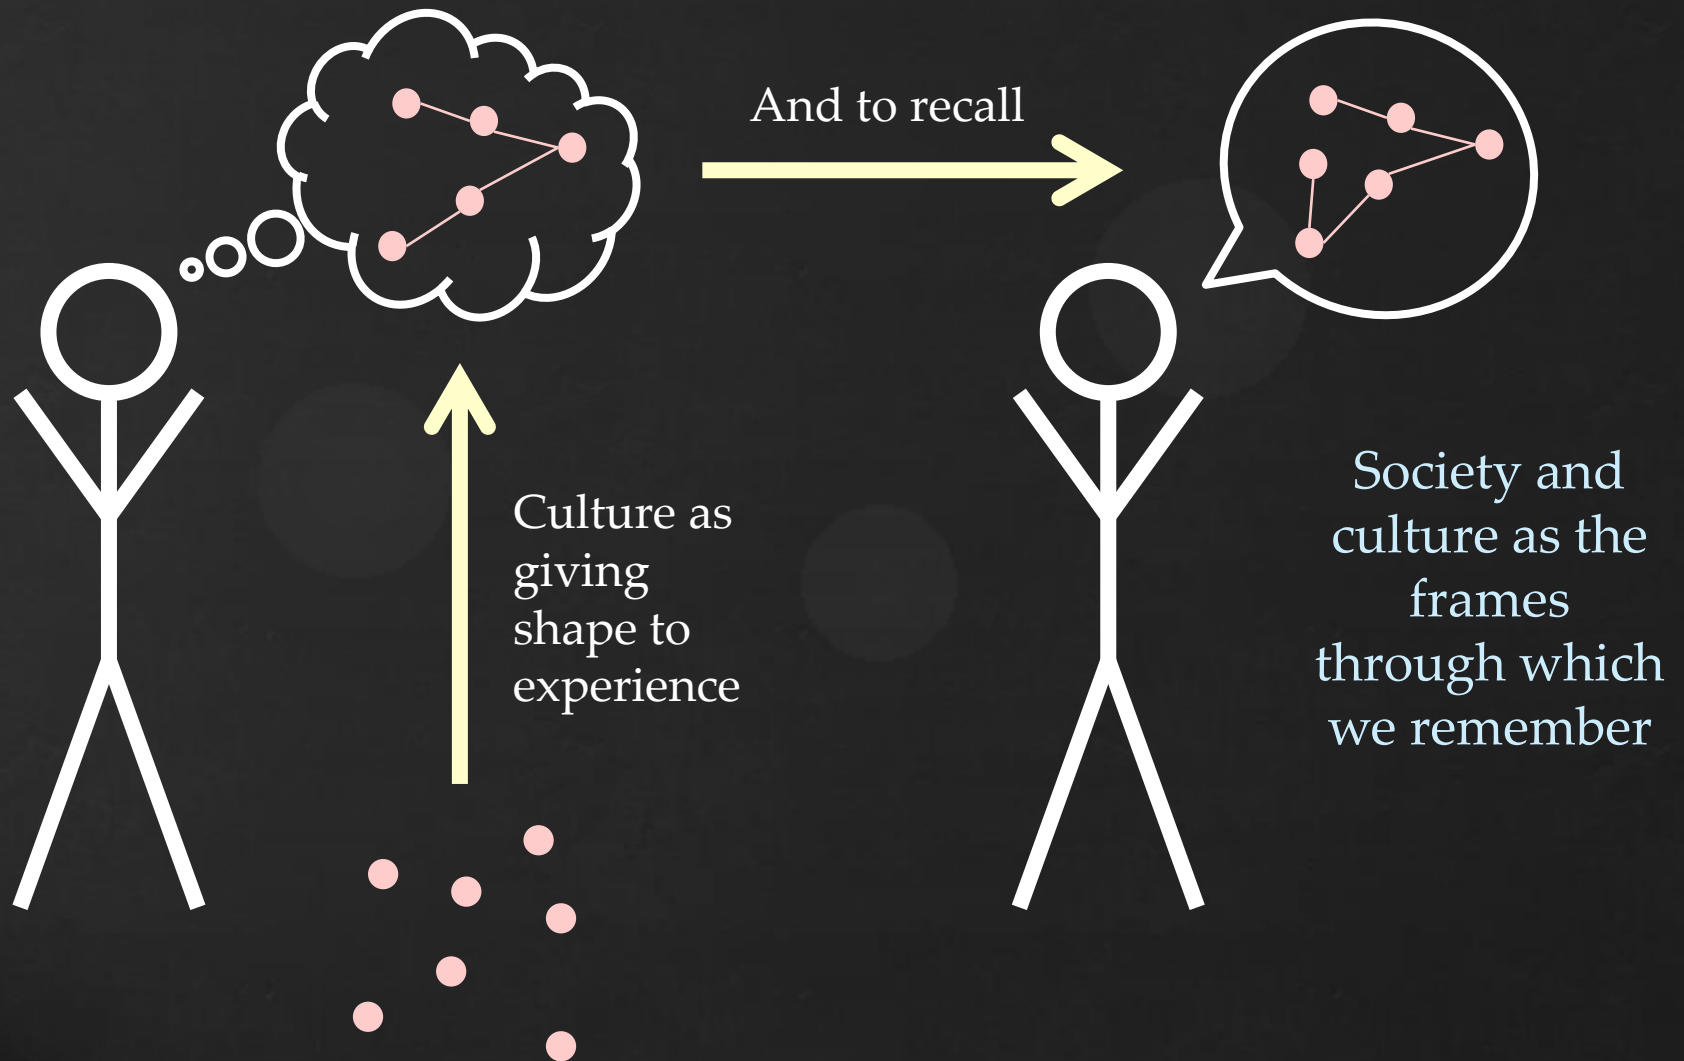 And to recall
Culture as
giving
shape to
experience
Society and
culture as the
frames
through which
we remember